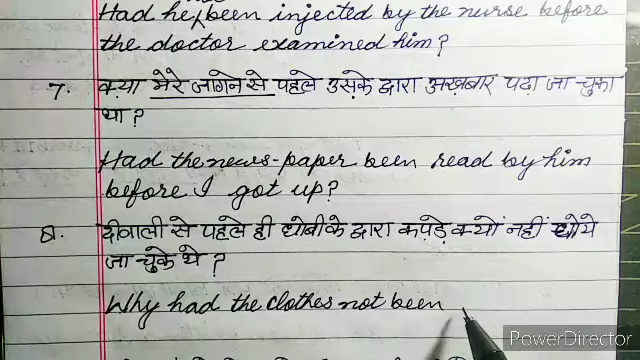 Had he, been injected by the nurse before
the doctor examined him?
7. क्या मेरे जागने से पहले उसके द्वारा अख़बार पढ़ा जा चुका
था?
Had the news-paper been read by him
before I got up?
8. दीवाली से पहले ही धोबी के द्वारा कपड़े क्यों नहीं धोये
जा चुके थे?
Why had the clothes not been
PowerDirector